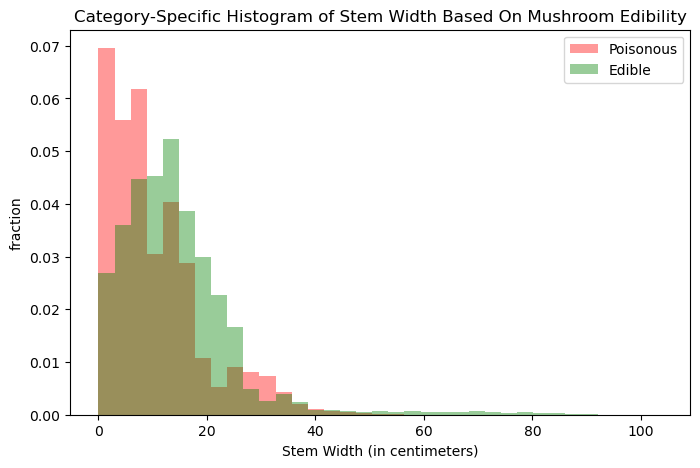 Category-Specific Histogram of Stem Width Based On Mushroom Edibility
Poisonous
Edible
0.07
0.06
0.05
0.04
0.03
0.02
0.01
0.00
fraction
0 20 40 60 80 100
Stem Width (in centimeters)